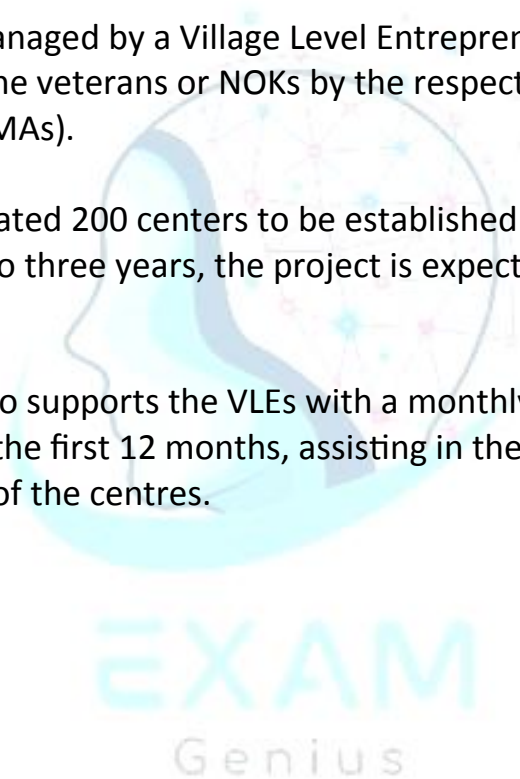 anaged by a Village Level Entrepren
ne veterans or NOKs by the respect
MAs).
ated 200 centers to be established
o three years, the project is expect
o supports the VLEs with a monthly
the first 12 months, assisting in the
of the centres.
EXAM
Genius